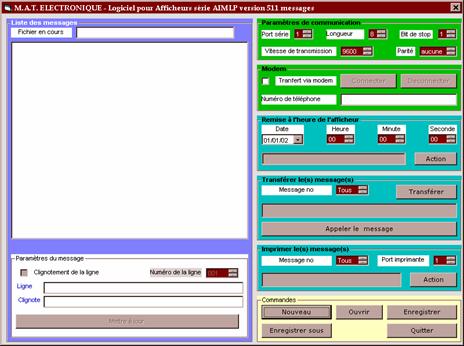 M.A.T. ELECTRONIQUE - Logiciel pour Afficheurs série AIMLP version 511 messages
Liste des messages
Fichier en cours
Paramètres du message
Clignotement de la ligne
Numéro de la ligne
001
Ligne
Clignote
Mettre à jour
Paramètres de communication
Port série
1
Longueur
8
Bit de stop
1
Vitesse de transmission
9600
Parité
aucune
Modem
Tranfert via modem
Connecter
Deconnecter
Numéro de téléphone
Remise à l'heure de l'afficheur
Date
Heure
Minute
Seconde
01/01/02
00
00
00
Action
Transférer le(s) message(s)
Message no
Tous
Transférer
Appeler le message
Imprimer le(s) message(s)
Message no
Tous
Port imprimante
1
Action
Commandes
Nouveau
Ouvrir
Enregistrer
Enregistrer sous
Quitter